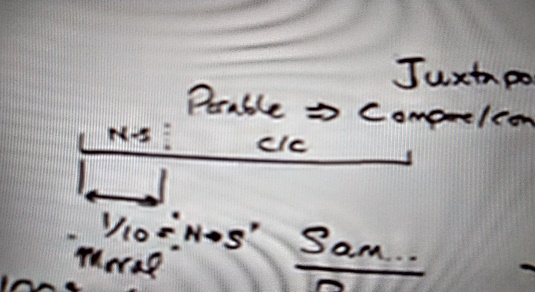 Juxtapo
Parable => Compare/con
N-S C/C
1/10 = "N→S"
Moral
Sam...